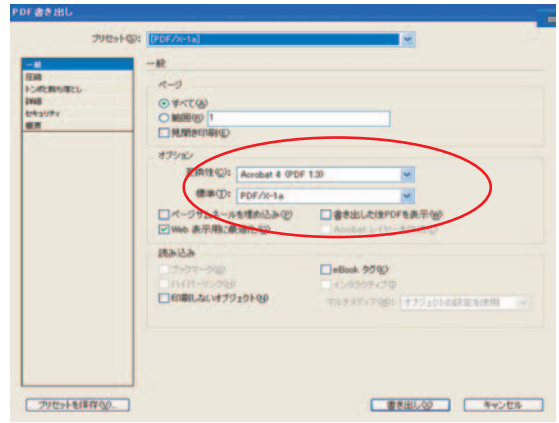 PDF 書き出し
プリセット(S): [PDF/X-1a]
一般
圧縮
トンボと裁ち落とし
詳細
セキュリティ
概要
一般
ページ
すべて(A)
範囲(R) 1
見開き印刷(E)
オプション
互換性(C): Acrobat 4 (PDF 1.3)
標準(T): PDF/X-1a
ページサムネールを埋め込み(P)
書き出した後PDFを表示(W)
Web 表示用に最適化
Acrobat レイヤーを
読み込み
ブックマーク
eBook タグ(K)
ハイパーリンク
インタラクティブ
印刷しないオブジェクト(N)
マルチメディア オブジェクトの設定を使用
プリセットを保存(V)...
書き出し(X)
キャンセル